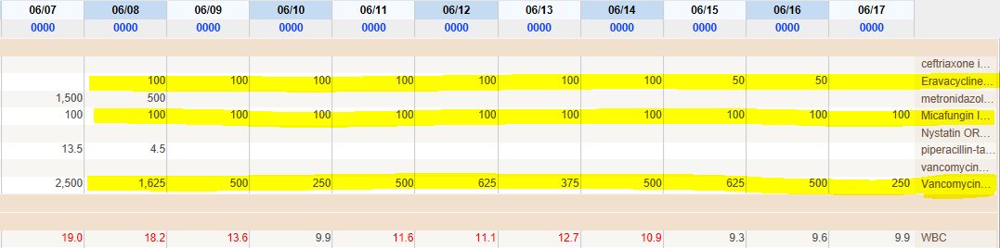 06/07 06/08 06/09 06/10 06/11 06/12 06/13 06/14 06/15 06/16 06/17
0000 0000 0000 0000 0000 0000 0000 0000 0000 0000 0000
ceftriaxone i...
100 100 100 100 100 100 100 50 50 Eravacycline...
1,500 500 metronidazol...
100 100 100 100 100 100 100 100 100 100 100 Micafungin I...
Nystatin OR...
13.5 4.5 piperacillin-ta...
vancomycin...
2,500 1,625 500 250 500 625 375 500 625 500 250 Vancomycin...
19.0 18.2 13.6 9.9 11.6 11.1 12.7 10.9 9.3 9.6 9.9 WBC